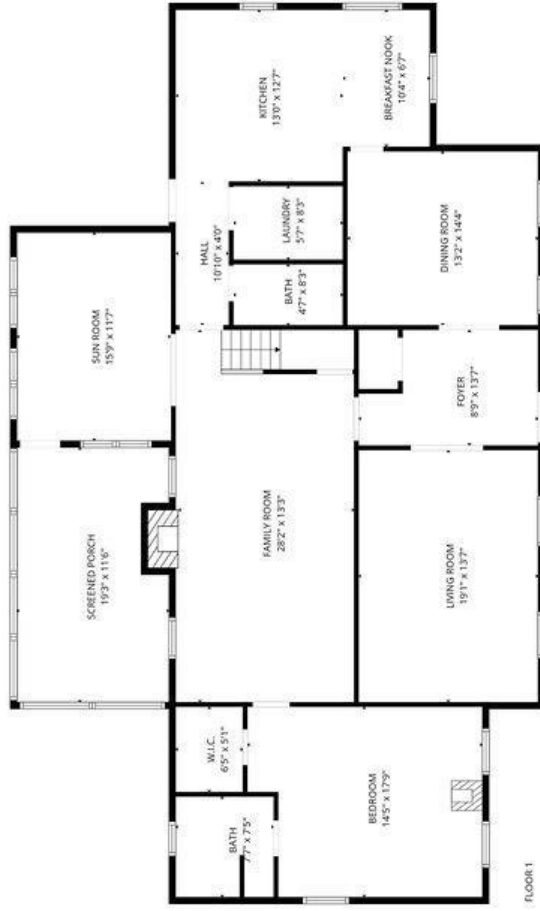 SCREENED PORCH
19'3" x 11'6"
SUN ROOM
15'9" x 11'7"
W.I.C.
6'5" x 5'1"
BATH
7'7" x 7'5"
BEDROOM
14'5" x 17'9"
FAMILY ROOM
28'2" x 13'3"
HALL
10'10" x 4'0"
BATH
4'7" x 8'3"
LAUNDRY
5'7" x 8'3"
KITCHEN
13'0" x 12'7"
BREAKFAST NOOK
10'4" x 6'7"
LIVING ROOM
19'1" x 13'7"
FOYER
8'9" x 13'7"
DINING ROOM
13'2" x 14'4"
FLOOR 1